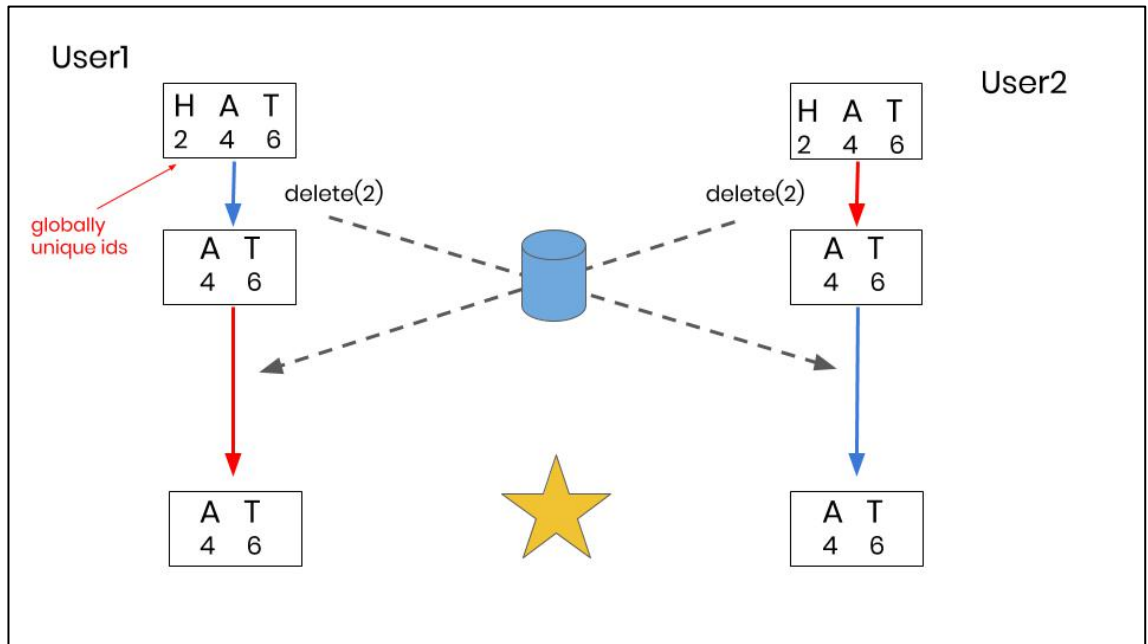 User1
User2
H A T
2 4 6
H A T
2 4 6
delete(2)
delete(2)
globally
unique ids
A T
4 6
A T
4 6
A T
4 6
A T
4 6